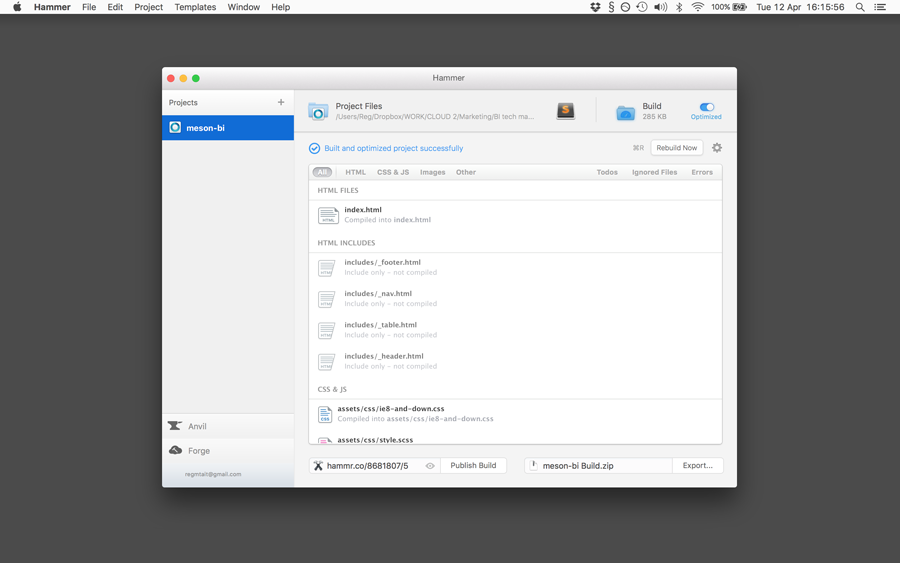 Hammer File Edit Project Templates Window Help 100% Tue 12 Apr 16:15:56
Hammer
Projects +
meson-bi
Anvil
Forge
regmtait@gmail.com
Project Files
/Users/Reg/Dropbox/WORK/CLOUD 2/Marketing/BI tech ma...
S
Build
285 KB
Optimized
Built and optimized project successfully
⌘R Rebuild Now
All HTML CSS & JS Images Other Todos Ignored Files Errors
HTML FILES
HTML
index.html
Compiled into index.html
HTML INCLUDES
HTML
includes/_footer.html
Include only – not compiled
HTML
includes/_nav.html
Include only – not compiled
HTML
includes/_table.html
Include only – not compiled
HTML
includes/_header.html
Include only – not compiled
CSS & JS
CSS
assets/css/ie8-and-down.css
Compiled into assets/css/ie8-and-down.css
assets/css/style.scss
hammr.co/8681807/5 Publish Build
meson-bi Build.zip Export...